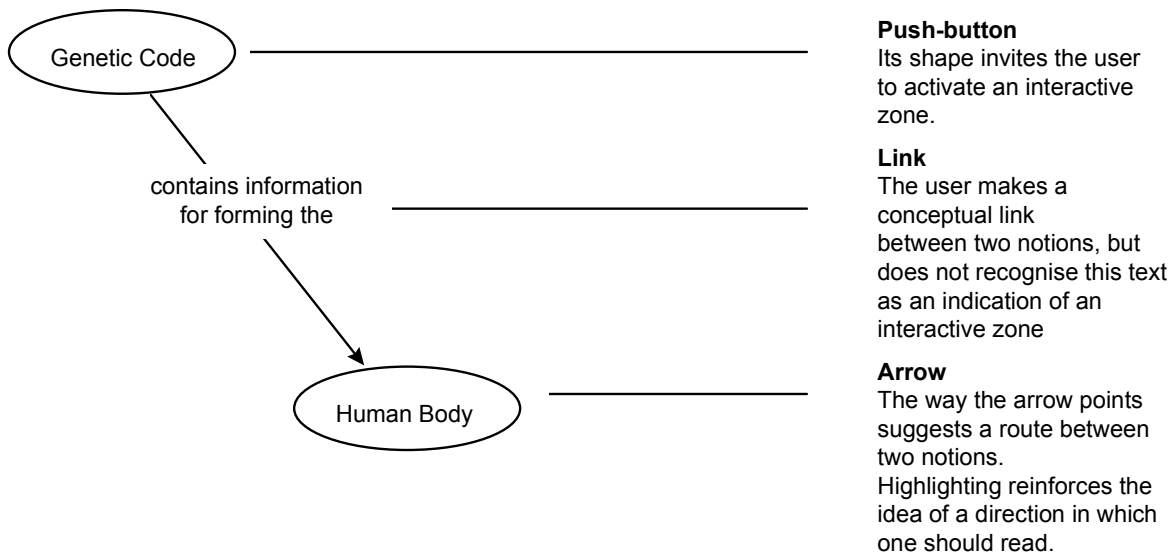 Genetic Code
contains information
for forming the
Human Body
Push-button
Its shape invites the user
to activate an interactive
zone.
Link
The user makes a
conceptual link
between two notions, but
does not recognise this text
as an indication of an
interactive zone
Arrow
The way the arrow points
suggests a route between
two notions.
Highlighting reinforces the
idea of a direction in which
one should read.